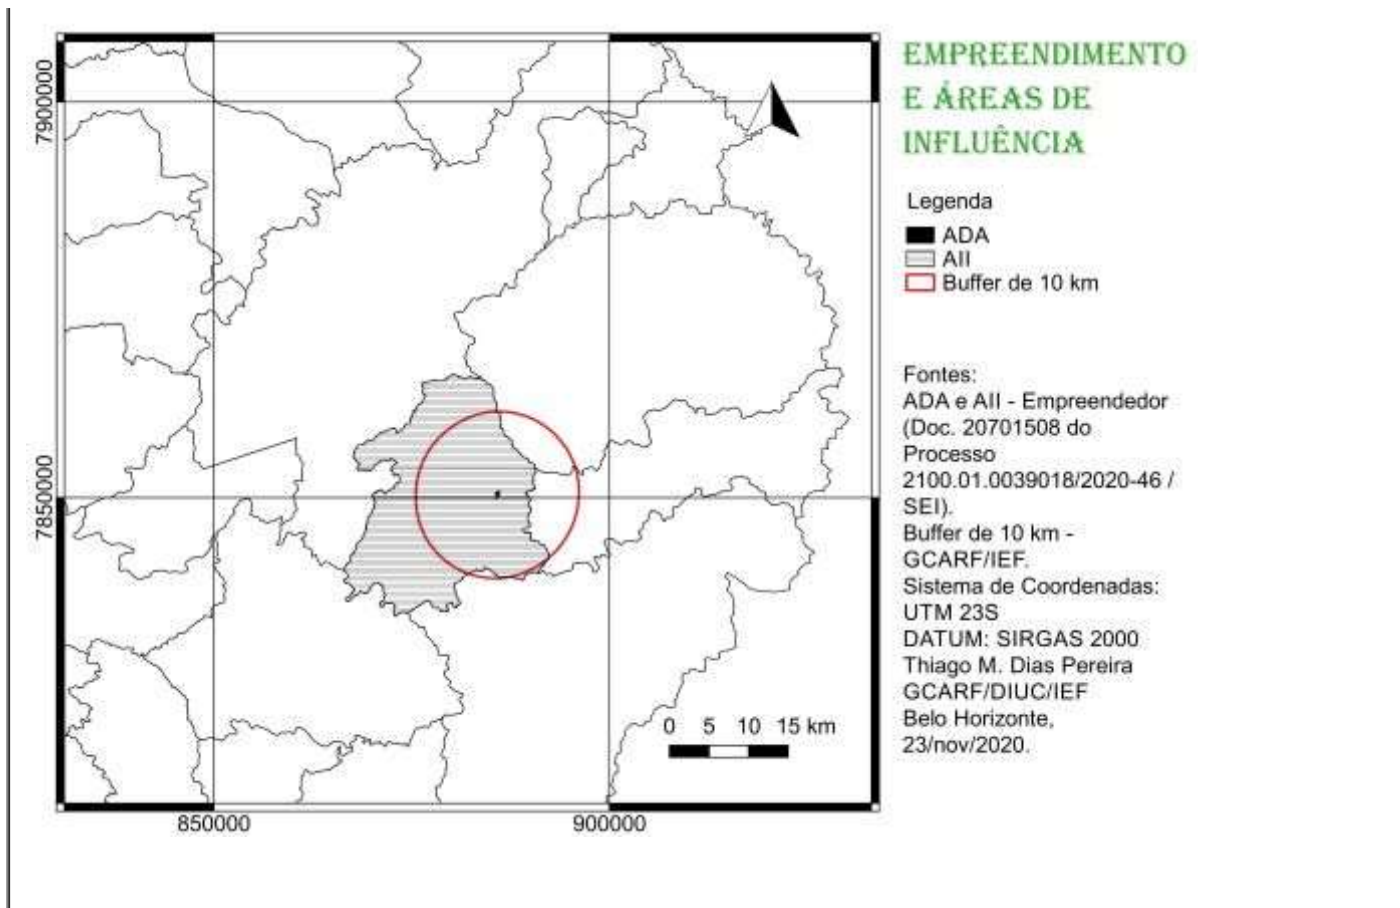 EMPREENDIMENTO
E ÁREAS DE
INFLUÊNCIA
7900000
7850000
850000
900000
0 5 10 15 km
Legenda
ADA
AII
Buffer de 10 km
Fontes:
ADA e AII - Empreendedor
(Doc. 20701508 do
Processo
2100.01.0039018/2020-46 /
SEI).
Buffer de 10 km -
GCARF/IEF.
Sistema de Coordenadas:
UTM 23S
DATUM: SIRGAS 2000
Thiago M. Dias Pereira
GCARF/DIUC/IEF
Belo Horizonte,
23/nov/2020.